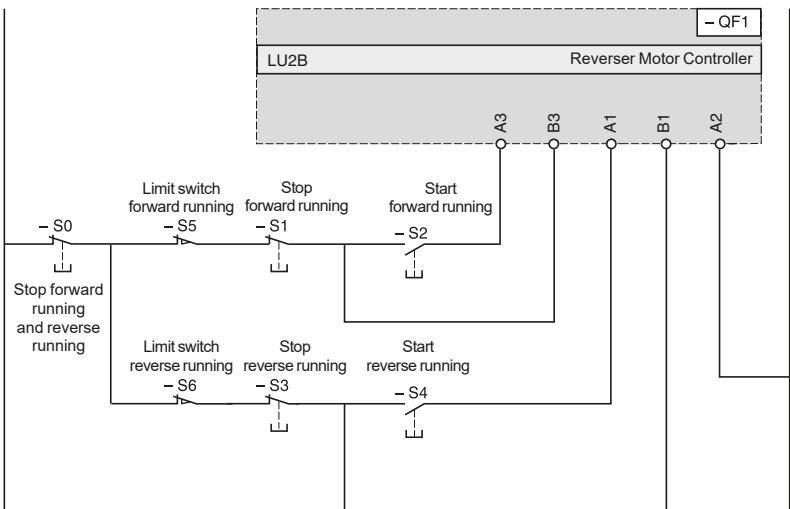 – QF1
LU2B
Reverser Motor Controller
A3
B3
A1
B1
A2
Limit switch
forward running
Stop
forward running
Start
forward running
– S0
– S5
– S1
– S2
Stop forward
running
and reverse
running
Limit switch
reverse running
Stop
reverse running
Start
reverse running
– S6
– S3
– S4